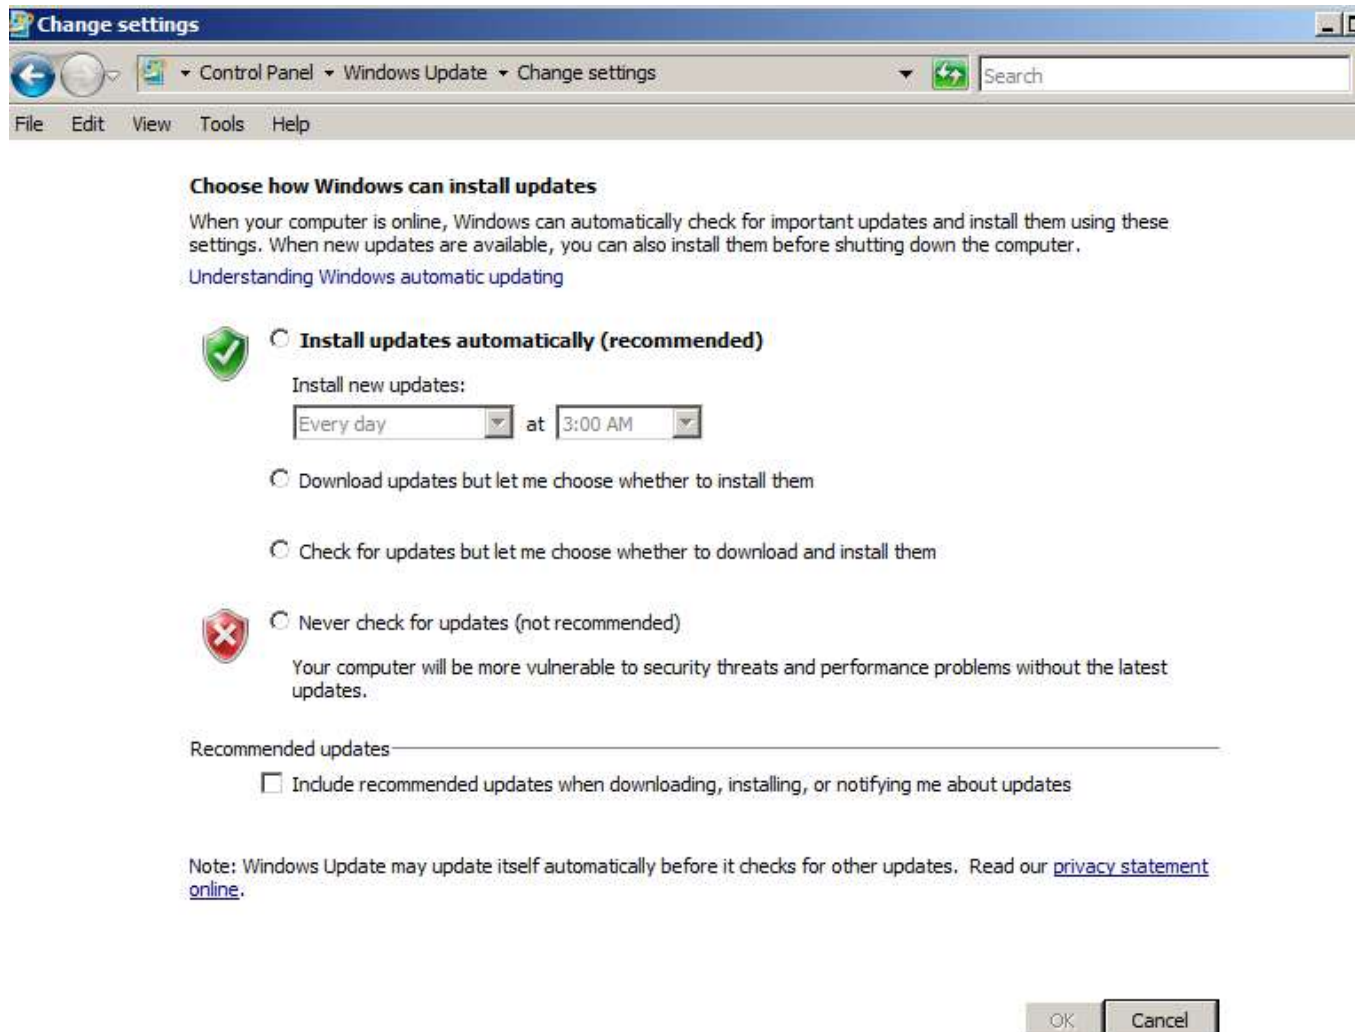 Change settings
Control Panel Windows Update Change settings Search
File Edit View Tools Help
Choose how Windows can install updates
When your computer is online, Windows can automatically check for important updates and install them using these
settings. When new updates are available, you can also install them before shutting down the computer.
Understanding Windows automatic updating
Install updates automatically (recommended)
Install new updates:
Every day at 3:00 AM
Download updates but let me choose whether to install them
Check for updates but let me choose whether to download and install them
Never check for updates (not recommended)
Your computer will be more vulnerable to security threats and performance problems without the latest
updates.
Recommended updates
Include recommended updates when downloading, installing, or notifying me about updates
Note: Windows Update may update itself automatically before it checks for other updates. Read our privacy statement
online.
OK Cancel